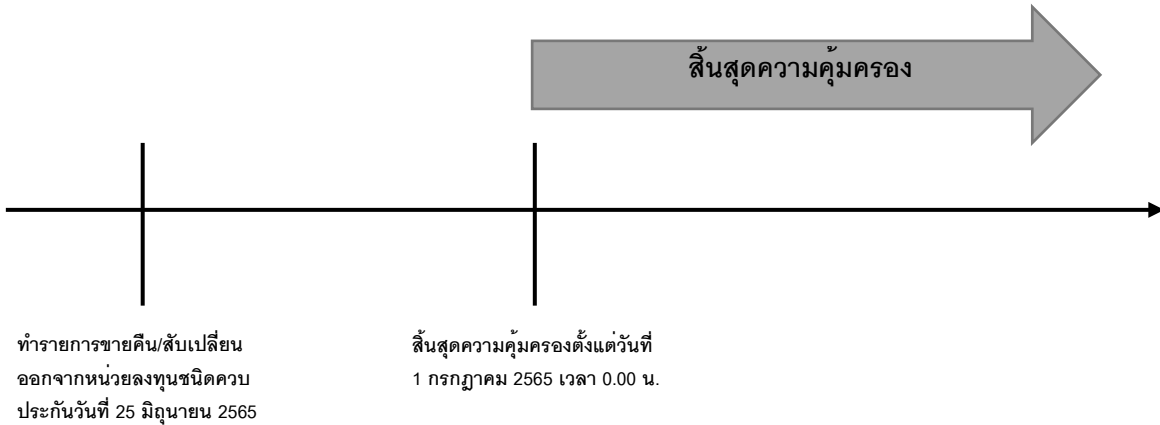 สิ้นสุดความคุ้มครอง
ทำรายการขายคืน/สับเปลี่ยน
ออกจากหน่วยลงทุนชนิดควบ
ประกันวันที่ 25 มิถุนายน 2565
สิ้นสุดความคุ้มครองตั้งแต่วันที่
1 กรกฎาคม 2565 เวลา 0.00 น.